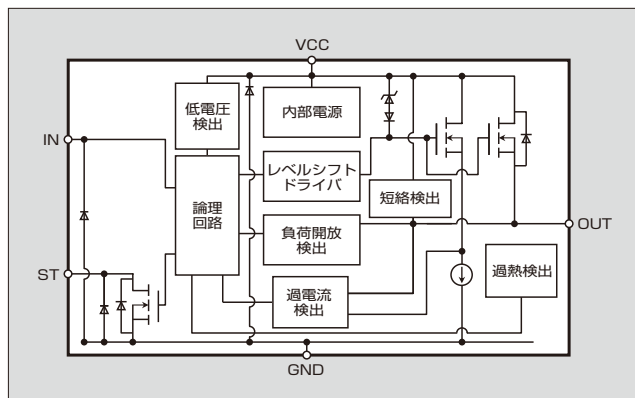 VCC
低電圧
検出
内部電源
IN
論理
回路
レベルシフト
ドライバ
短絡検出
負荷開放
検出
OUT
ST
過電流
検出
過熱検出
GND